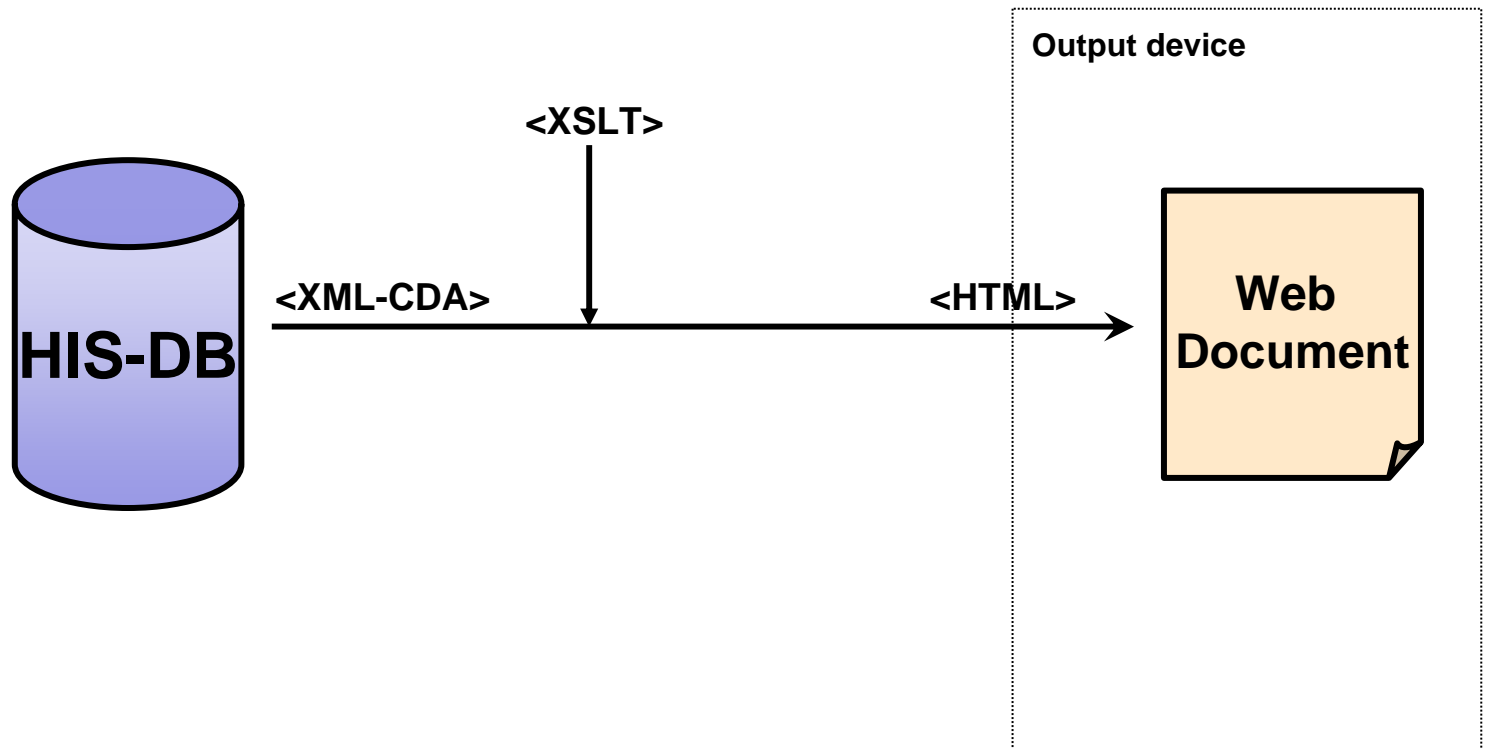 Output device
<XSLT>
<XML-CDA>
<HTML>
HIS-DB
Web
Document